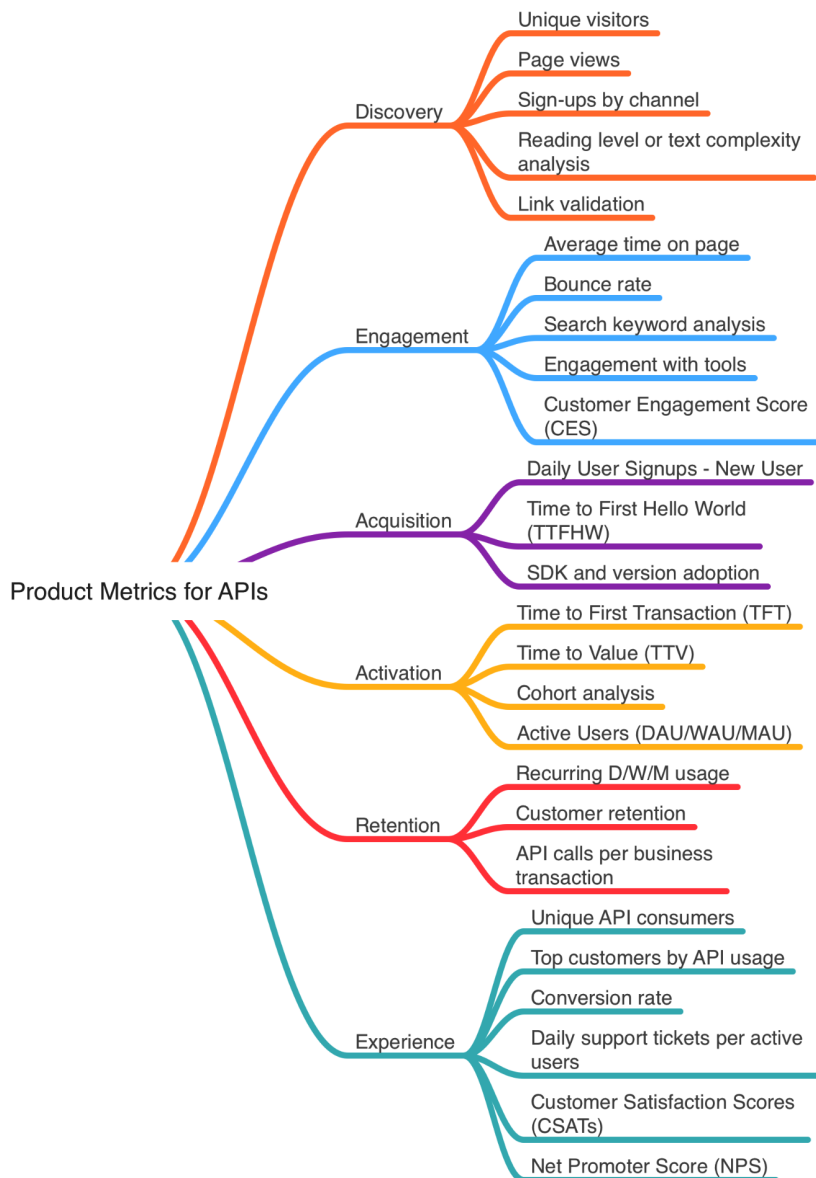 Product Metrics for APIs
Discovery
Unique visitors
Page views
Sign-ups by channel
Reading level or text complexity
analysis
Link validation
Engagement
Average time on page
Bounce rate
Search keyword analysis
Engagement with tools
Customer Engagement Score
(CES)
Acquisition
Daily User Signups - New User
Time to First Hello World
(TTFHW)
SDK and version adoption
Activation
Time to First Transaction (TFT)
Time to Value (TTV)
Cohort analysis
Active Users (DAU/WAU/MAU)
Retention
Recurring D/W/M usage
Customer retention
API calls per business
transaction
Experience
Unique API consumers
Top customers by API usage
Conversion rate
Daily support tickets per active
users
Customer Satisfaction Scores
(CSATs)
Net Promoter Score (NPS)